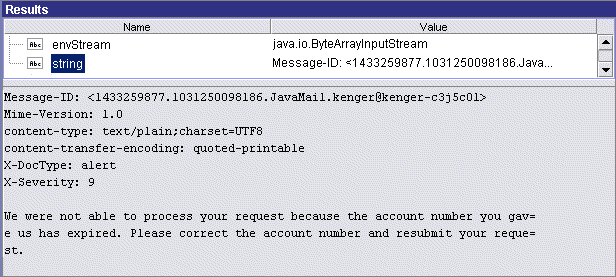 Results
Name Value
Abc envStream java.io.ByteArrayInputStream
Abc string Message-ID: <1433259877.1031250098186.Java...
Message-ID: <1433259877.1031250098186.JavaMail.kenger@kenger-c3j5c0l>
Mime-Version: 1.0
content-type: text/plain;charset=UTF8
content-transfer-encoding: quoted-printable
X-DocType: alert
X-Severity: 9
We were not able to process your request because the account number you gav=
e us has expired. Please correct the account number and resubmit your reque=
st.